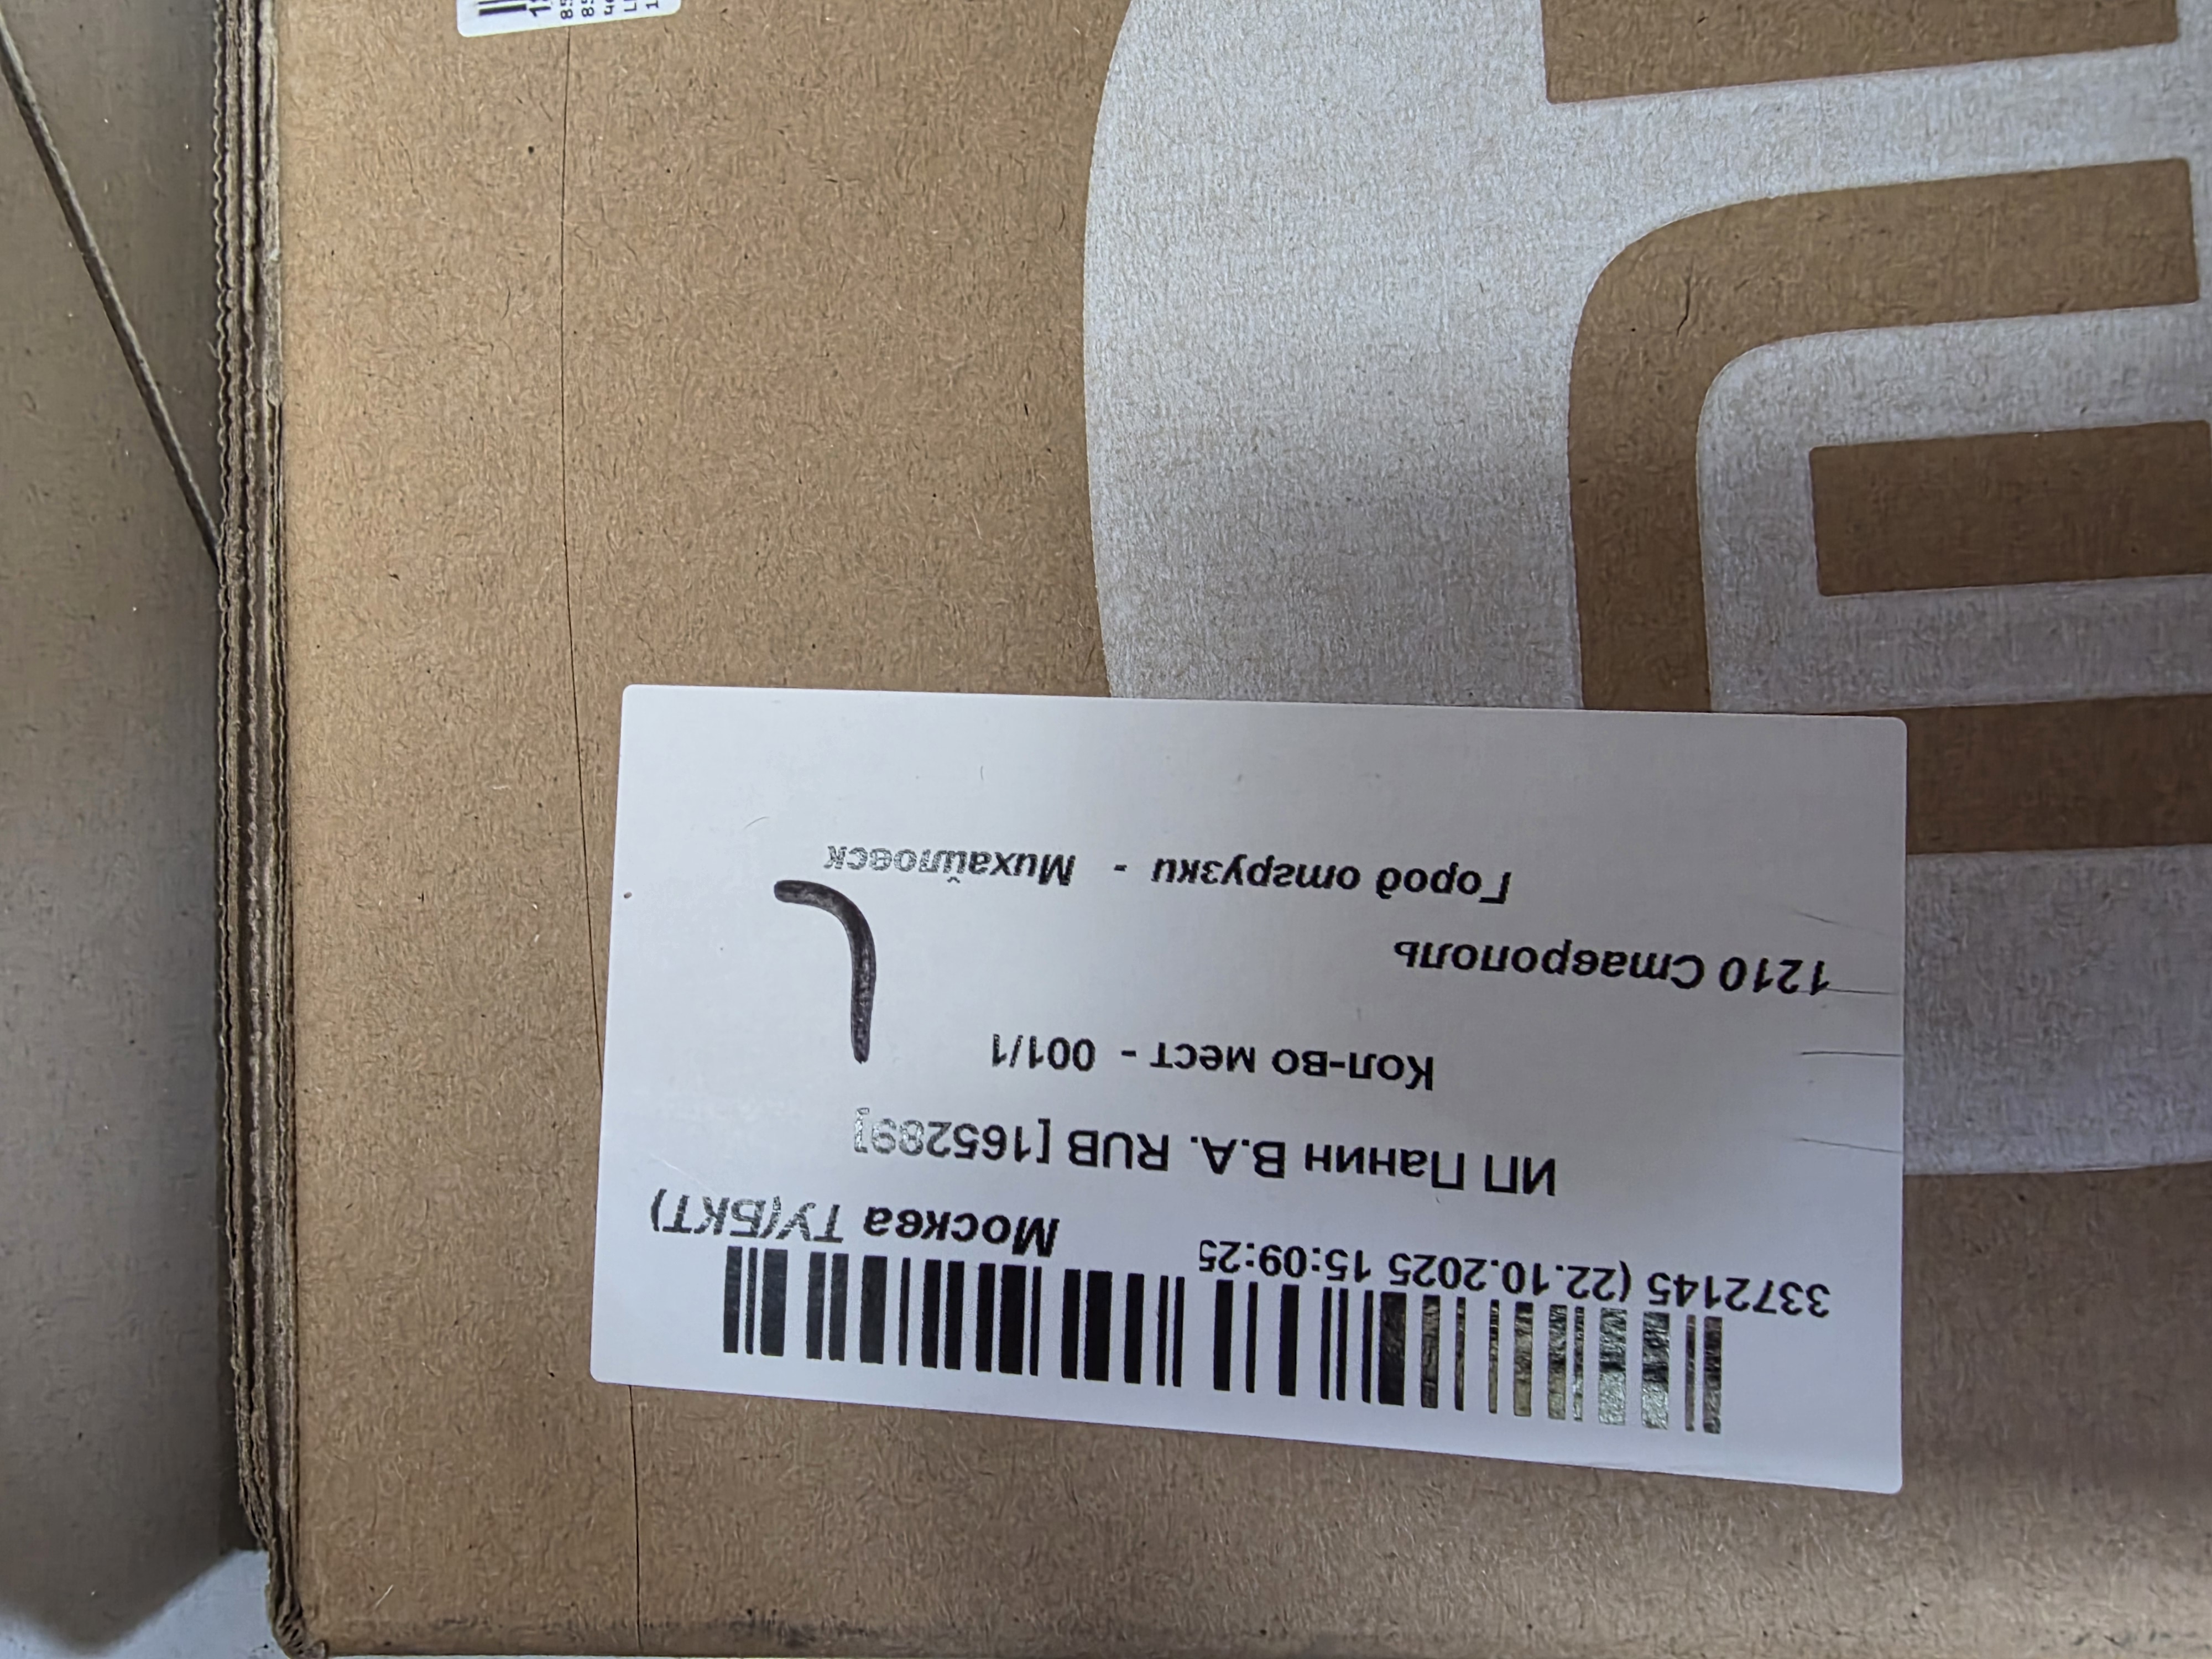 3372145 (22.10.2025 15:09:25
Москва ТУ(БКТ)
ИП Панин В.А. RUB [165289]
Кол-во мест - 001/1
1210 Ставрополь
Город отгрузки - Михайловск